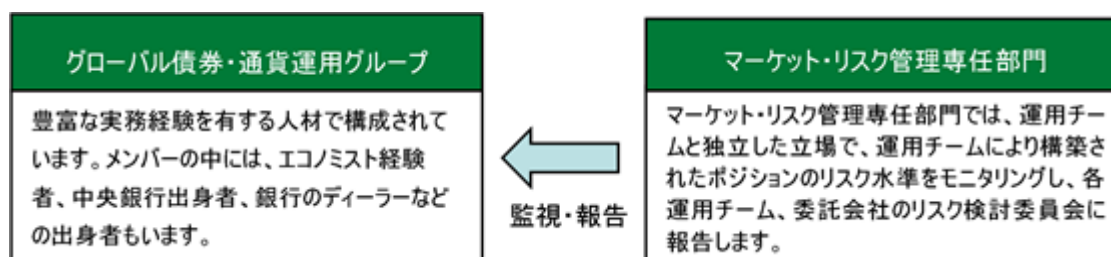 グローバル債券・通貨運用グループ
豊富な実務経験を有する人材で構成されて
います。メンバーの中には、エコノミスト経験
者、中央銀行出身者、銀行のディーラーなど
の出身者もいます。
監視・報告
マーケット・リスク管理専任部門
マーケット・リスク管理専任部門では、運用チー
ムと独立した立場で、運用チームにより構築さ
れたポジションのリスク水準をモニタリングし、各
運用チーム、委託会社のリスク検討委員会に
報告します。